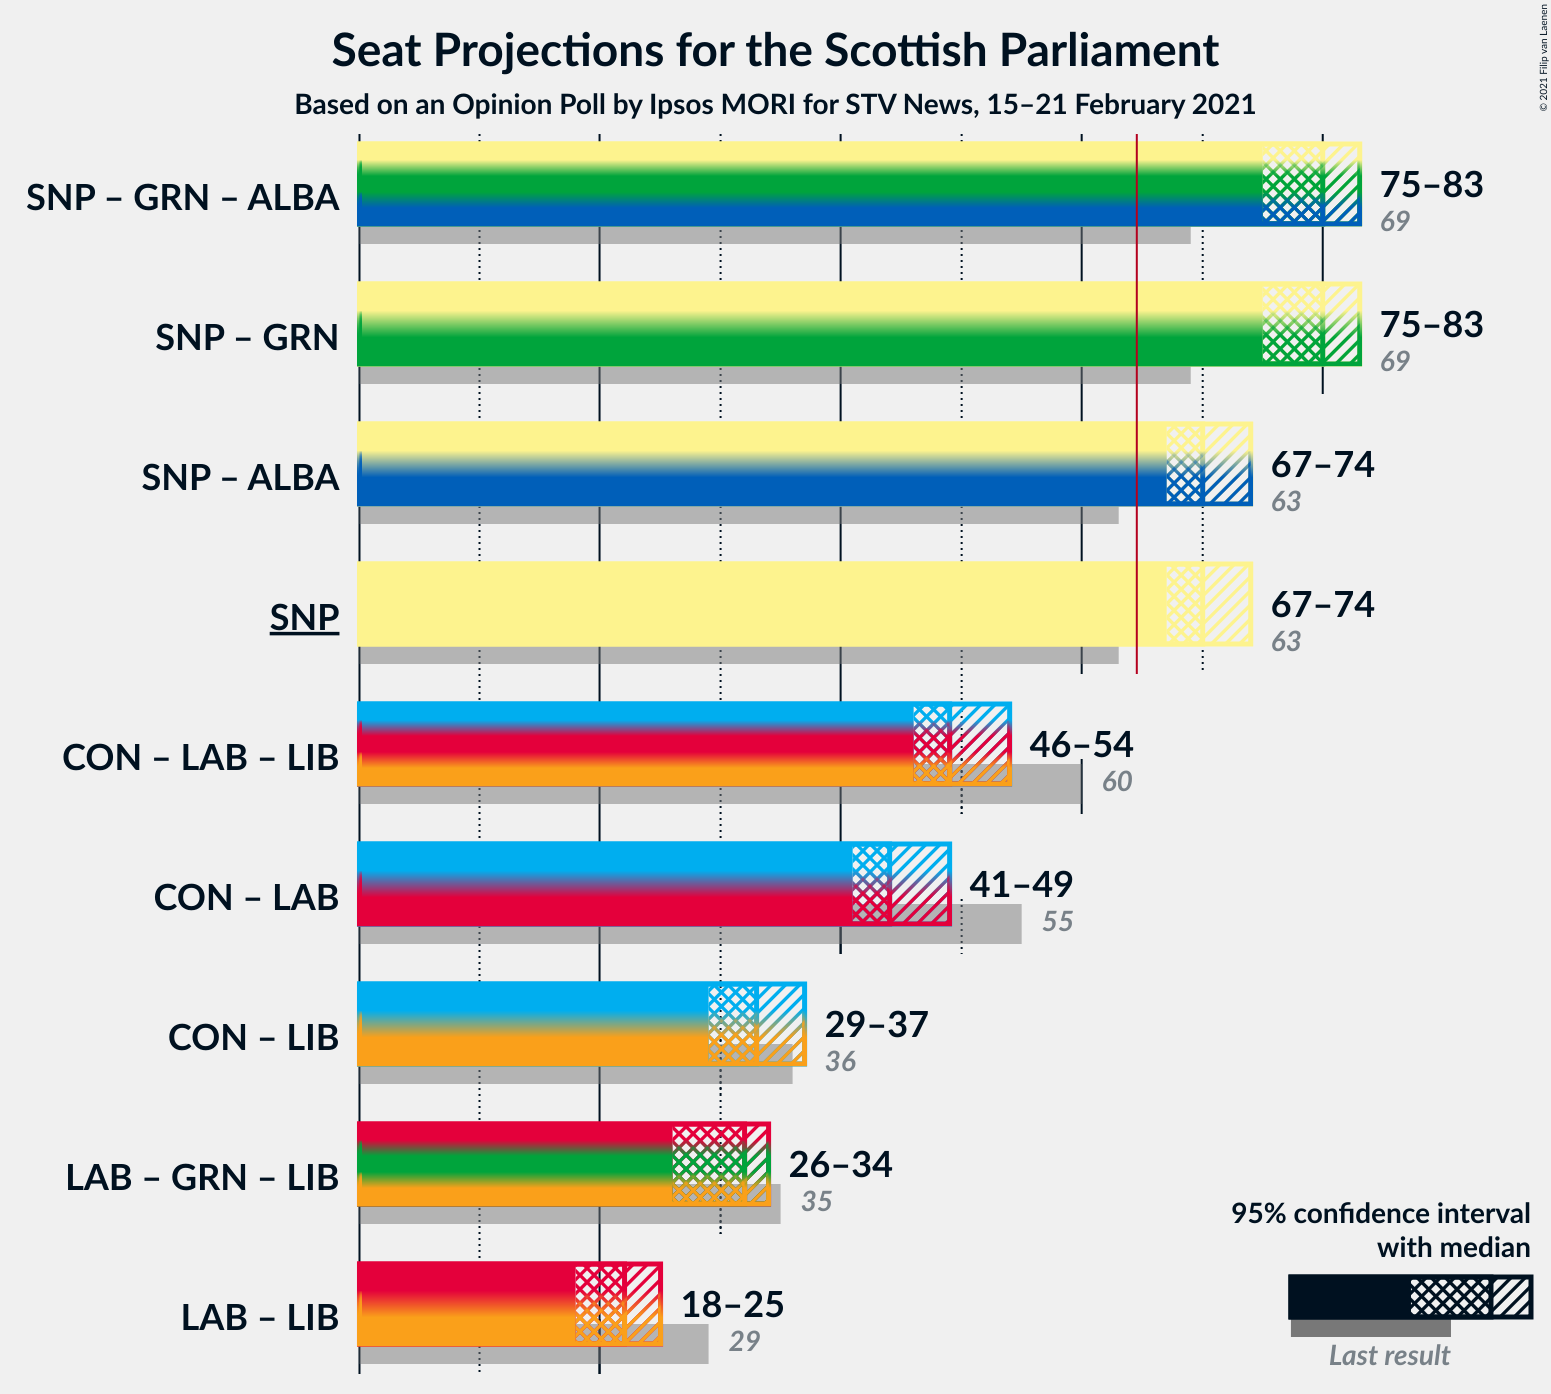 Seat Projections for the Scottish Parliament
Based on an Opinion Poll by Ipsos MORI for STV News, 15–21 February 2021
© 2021 Filip van Laenen
SNP – GRN – ALBA
75–83
69
SNP – GRN
75–83
69
SNP – ALBA
67–74
63
SNP
67–74
63
CON – LAB – LIB
46–54
60
CON – LAB
41–49
55
CON – LIB
29–37
36
LAB – GRN – LIB
26–34
35
LAB – LIB
18–25
29
95% confidence interval
with median
Last result